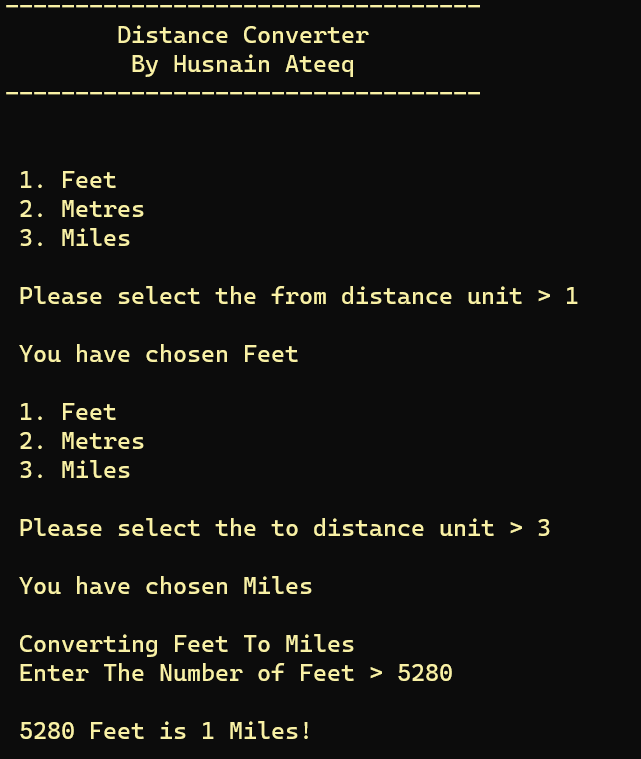 ----------------------------------
Distance Converter
By Husnain Ateeq
----------------------------------
1. Feet
2. Metres
3. Miles
Please select the from distance unit > 1
You have chosen Feet
1. Feet
2. Metres
3. Miles
Please select the to distance unit > 3
You have chosen Miles
Converting Feet To Miles
Enter The Number of Feet > 5280
5280 Feet is 1 Miles!